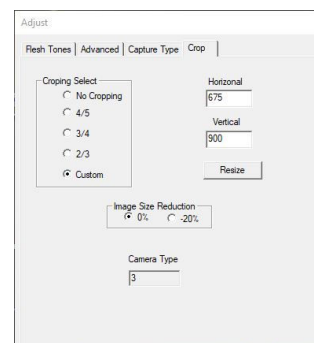 Adjust
Flesh Tones Advanced Capture Type Crop
Croping Select
No Cropping
4/5
3/4
2/3
Custom
Horizonal
675
Vertical
900
Resize
Image Size Reduction
0% -20%
Camera Type
3